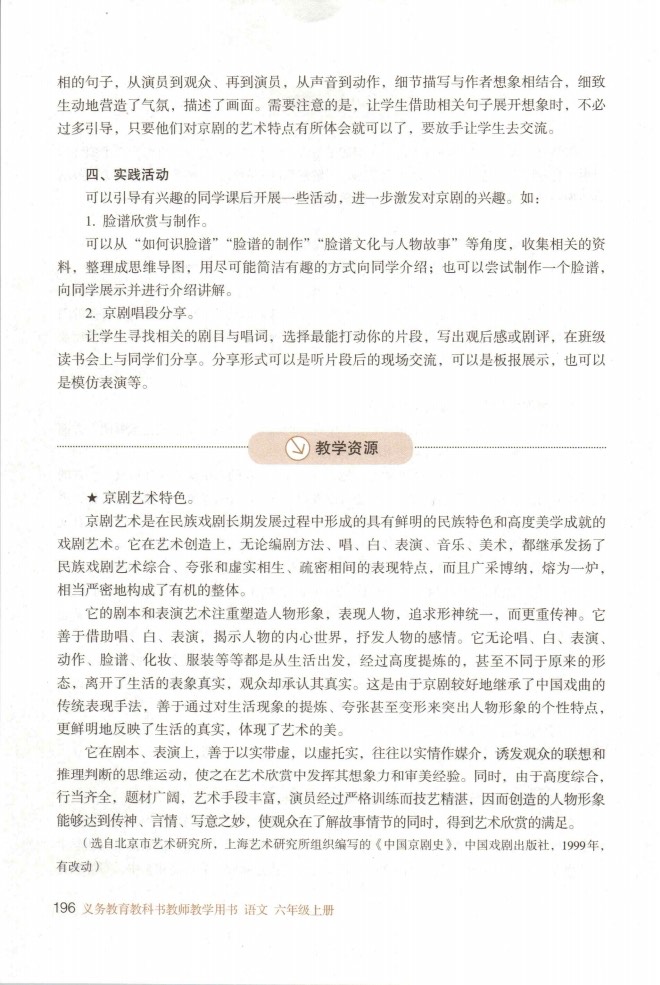 相的句子，从演员到观众、再到演员，从声音到动作，细节描写与作者想象相结合，细致
生动地营造了气氛，描述了画面。需要注意的是，让学生借助相关句子展开想象时，不必
过多引导，只要他们对京剧的艺术特点有所体会就可以了，要放手让学生去交流。
四、实践活动
可以引导有兴趣的同学课后开展一些活动，进一步激发对京剧的兴趣。如：
1. 脸谱欣赏与制作。
可以从“如何识脸谱”“脸谱的制作”“脸谱文化与人物故事”等角度，收集相关的资
料，整理成思维导图，用尽可能简洁有趣的方式向同学介绍；也可以尝试制作一个脸谱，
向同学展示并进行介绍讲解。
2. 京剧唱段分享。
让学生寻找相关的剧目与唱词，选择最能打动你的片段，写出观后感或剧评，在班级
读书会上与同学们分享。分享形式可以是听片段后的现场交流，可以是板报展示，也可以
是模仿表演等。
教学资源
★ 京剧艺术特色。
京剧艺术是在民族戏剧长期发展过程中形成的具有鲜明的民族特色和高度美学成就的
戏剧艺术。它在艺术创造上，无论编剧方法、唱、白、表演、音乐、美术，都继承发扬了
民族戏剧艺术综合、夸张和虚实相生、疏密相间的表现特点，而且广采博纳，熔为一炉，
相当严密地构成了有机的整体。
它的剧本和表演艺术注重塑造人物形象，表现人物，追求形神统一，而更重传神。它
善于借助唱、白、表演，揭示人物的内心世界，抒发人物的感情。它无论唱、白、表演、
动作、脸谱、化妆、服装等等都是从生活出发，经过高度提炼的，甚至不同于原来的形
态，离开了生活的表象真实，观众却承认其真实。这是由于京剧较好地继承了中国戏曲的
传统表现手法，善于通过对生活现象的提炼、夸张甚至变形来突出人物形象的个性特点，
更鲜明地反映了生活的真实，体现了艺术的美。
它在剧本、表演上，善于以实带虚，以虚托实，往往以实情作媒介，诱发观众的联想和
推理判断的思维运动，使之在艺术欣赏中发挥其想象力和审美经验。同时，由于高度综合，
行当齐全，题材广阔，艺术手段丰富，演员经过严格训练而技艺精湛，因而创造的人物形象
能够达到传神、言情、写意之妙，使观众在了解故事情节的同时，得到艺术欣赏的满足。
（选自北京市艺术研究所，上海艺术研究所组织编写的《中国京剧史》，中国戏剧出版社，1999年，
有改动）
196 义务教育教科书教师教学用书 语文 六年级上册